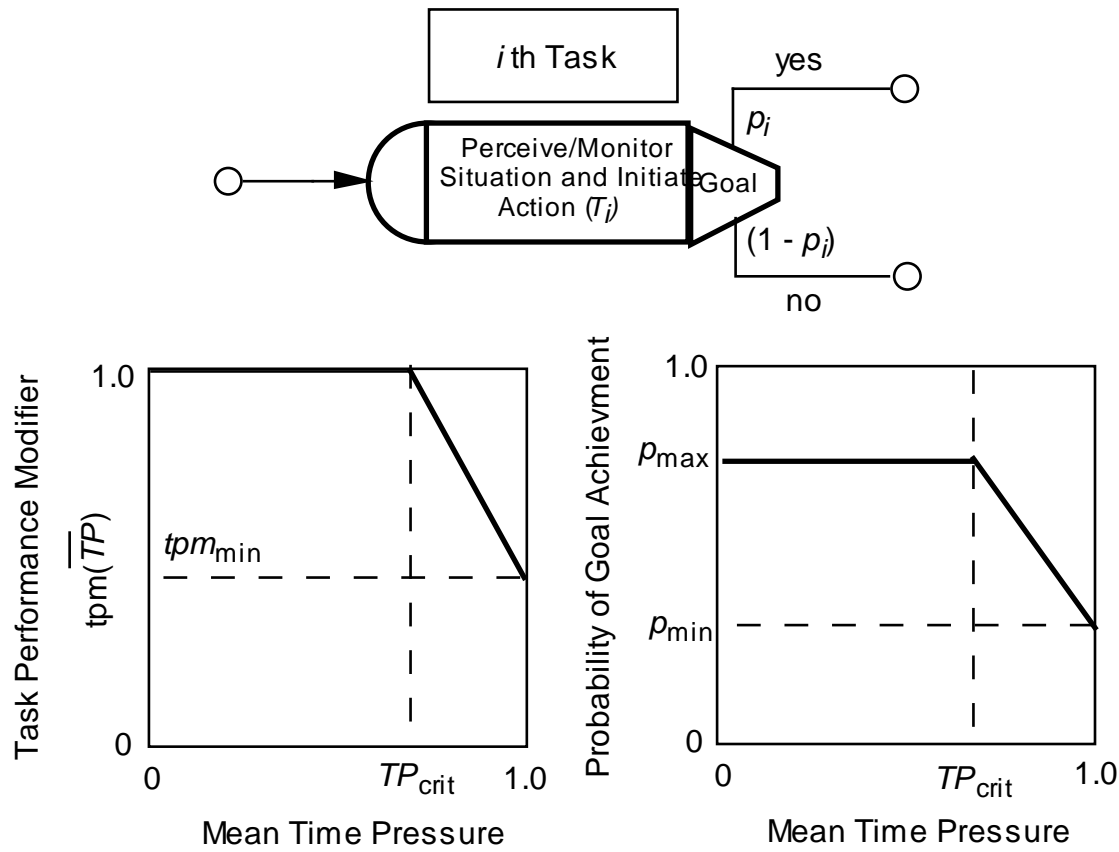 i th Task
yes
p_i
Perceive/Monitor
Situation and Initiate
Action (T_i)
Goal
(1 - p_i)
no
Task Performance Modifier
tpm(T̅P̅)
1.0
tpm_min
0
0
TP_crit
1.0
Mean Time Pressure
Probability of Goal Achievment
1.0
p_max
p_min
0
0
TP_crit
1.0
Mean Time Pressure